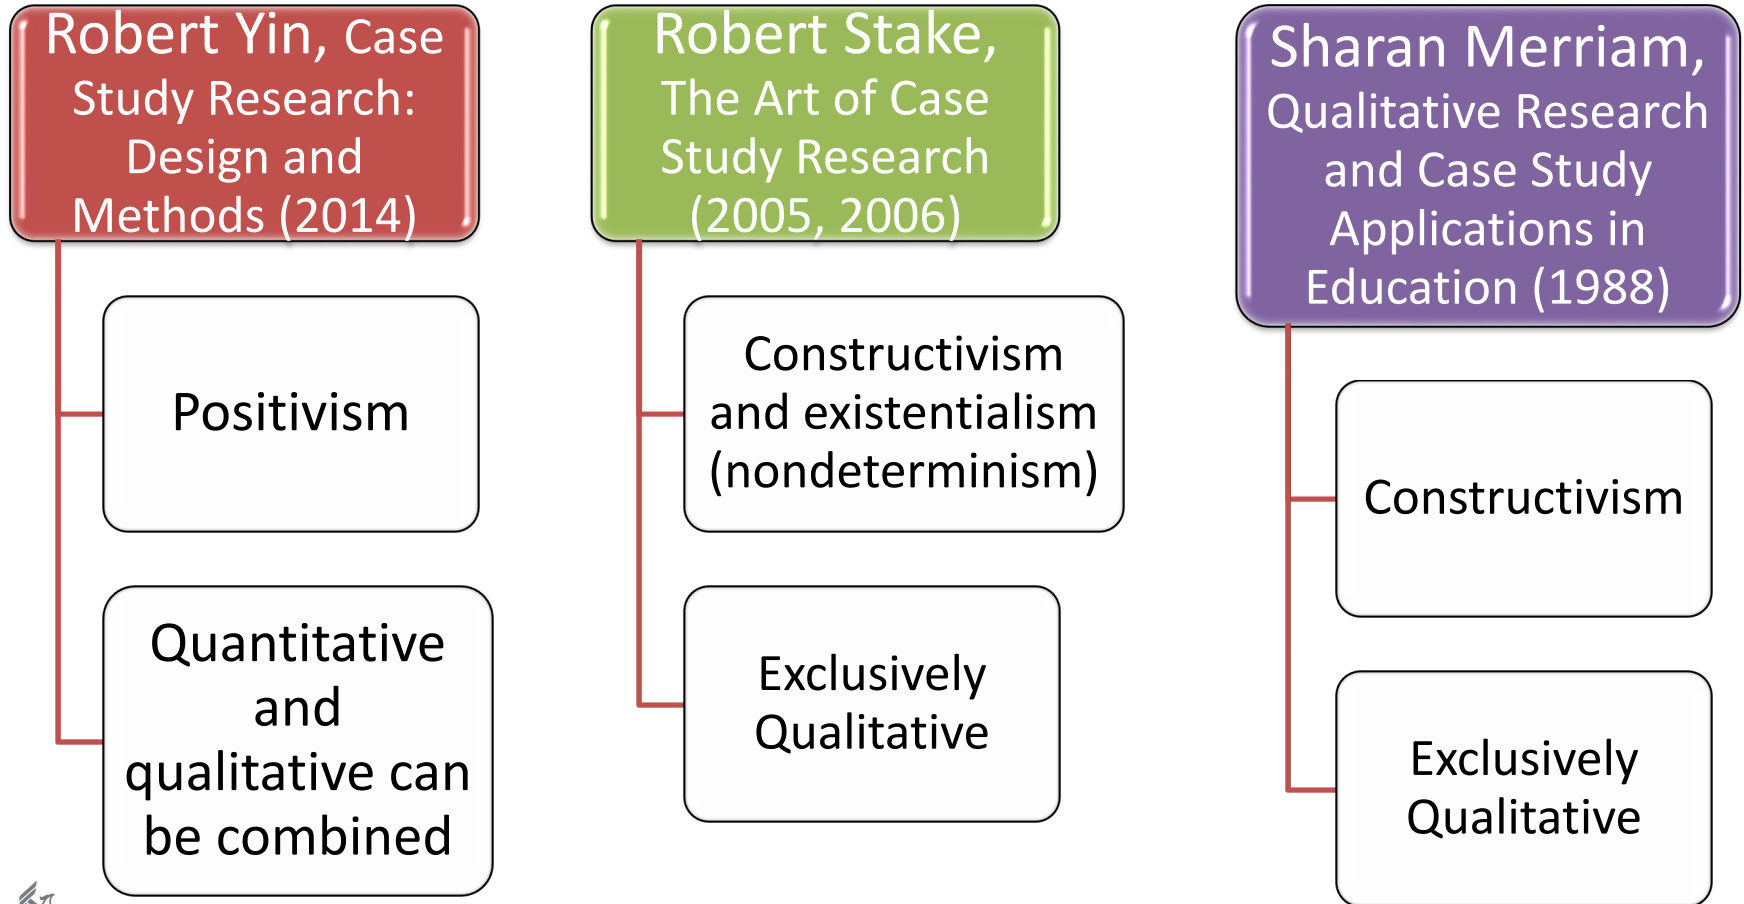 Robert Yin, Case
Study Research:
Design and
Methods (2014)
Positivism
Quantitative
and
qualitative can
be combined
Robert Stake,
The Art of Case
Study Research
(2005, 2006)
Constructivism
and existentialism
(nondeterminism)
Exclusively
Qualitative
Sharan Merriam,
Qualitative Research
and Case Study
Applications in
Education (1988)
Constructivism
Exclusively
Qualitative